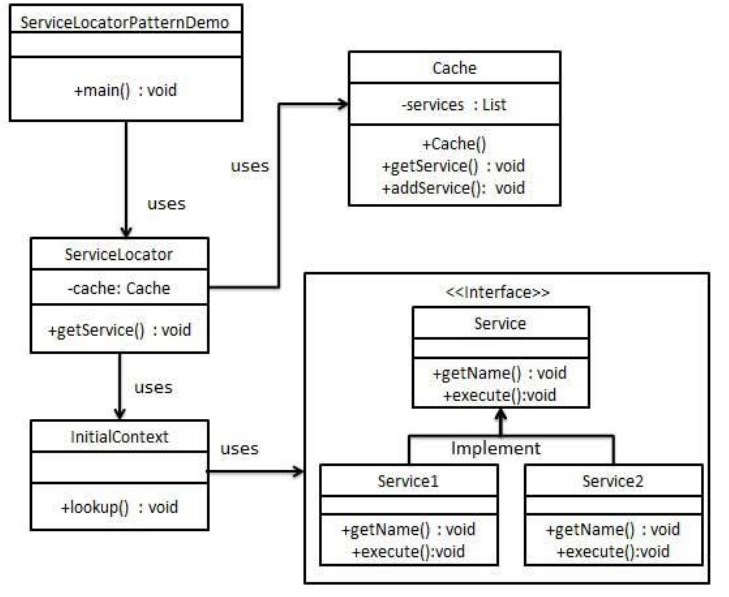 ServiceLocatorPatternDemo
+main() : void
uses
Cache
-services : List
+Cache()
+getService() : void
+addService(): void
uses
ServiceLocator
-cache: Cache
+getService() : void
uses
InitialContext
+lookup() : void
uses
<<Interface>>
Service
+getName() : void
+execute():void
Implement
Service1
+getName() : void
+execute():void
Service2
+getName() : void
+execute():void